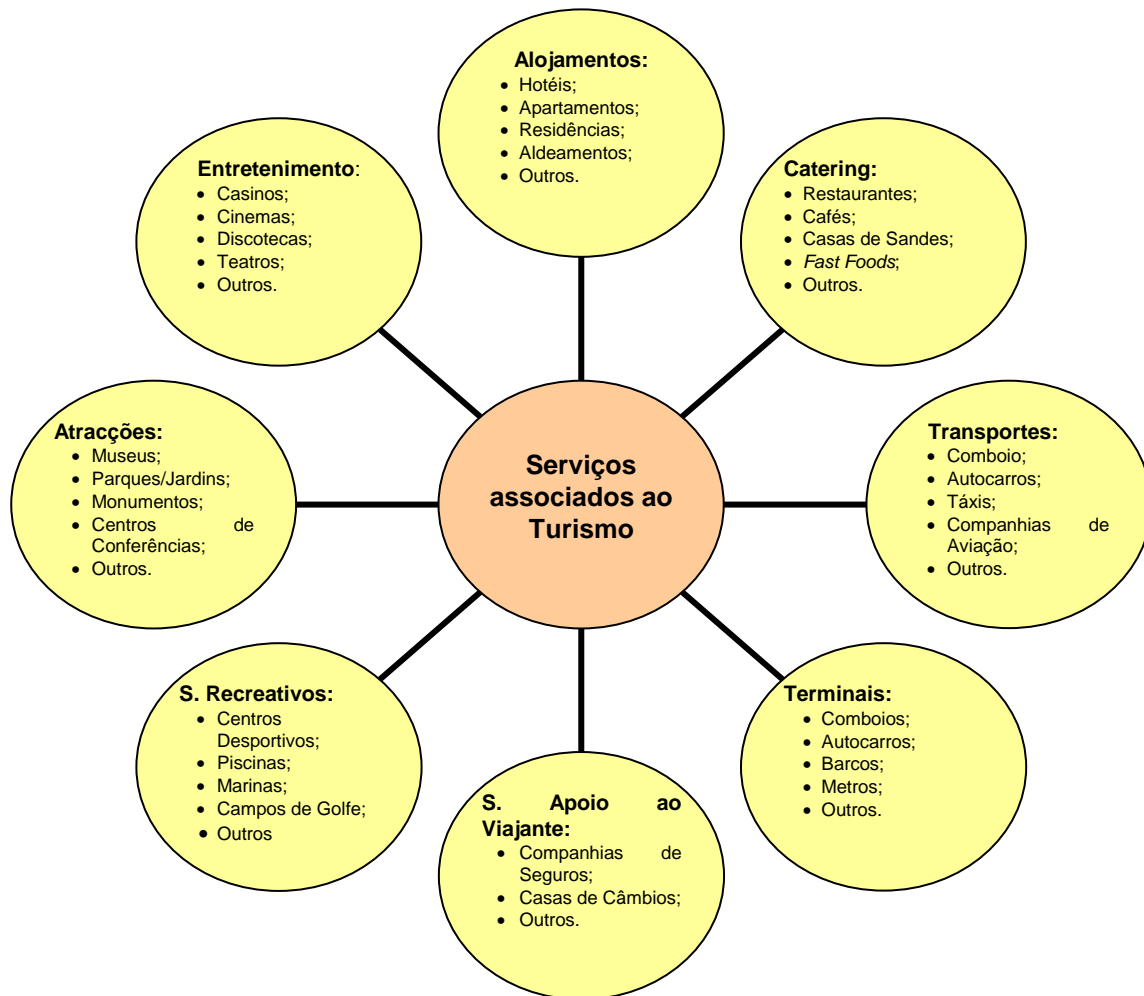 Alojamentos:
• Hotéis;
• Apartamentos;
• Residências;
• Aldeamentos;
• Outros.
Entretenimento:
• Casinos;
• Cinemas;
• Discotecas;
• Teatros;
• Outros.
Catering:
• Restaurantes;
• Cafés;
• Casas de Sandes;
• Fast Foods;
• Outros.
Atracções:
• Museus;
• Parques/Jardins;
• Monumentos;
• Centros de
Conferências;
• Outros.
Serviços
associados ao
Turismo
Transportes:
• Comboio;
• Autocarros;
• Táxis;
• Companhias de
Aviação;
• Outros.
S. Recreativos:
• Centros
Desportivos;
• Piscinas;
• Marinas;
• Campos de Golfe;
• Outros
Terminais:
• Comboios;
• Autocarros;
• Barcos;
• Metros;
• Outros.
S. Apoio ao
Viajante:
• Companhias de
Seguros;
• Casas de Câmbios;
• Outros.